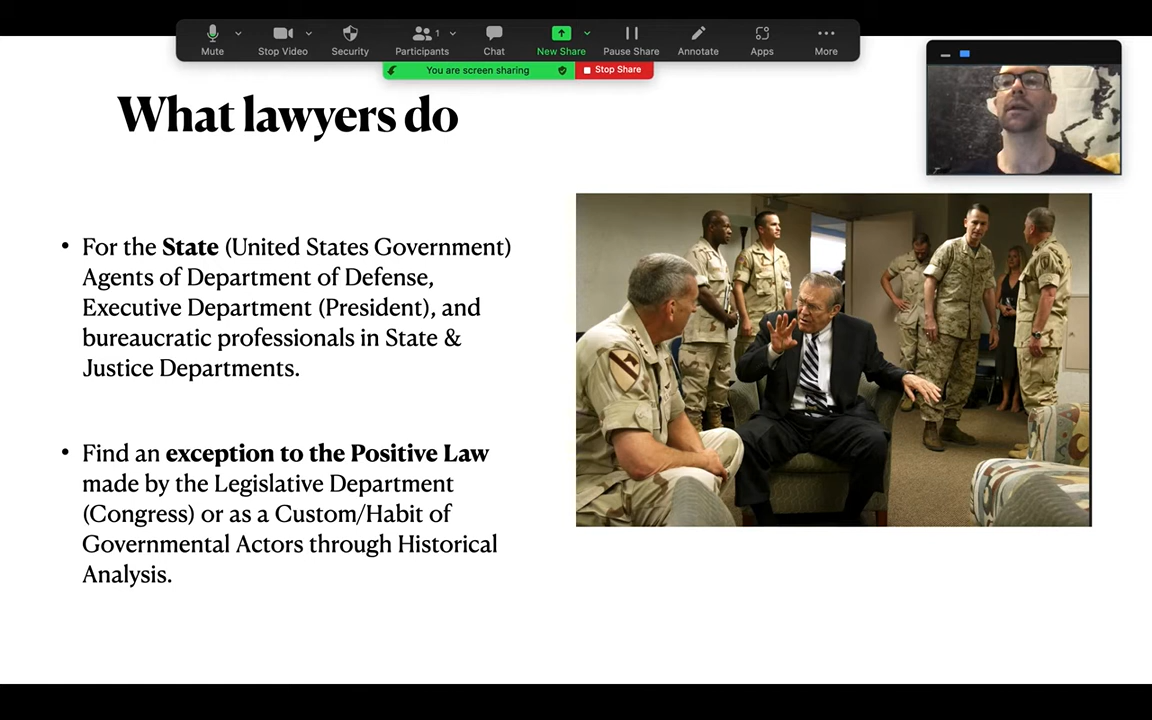 Mute
Stop Video
Security
Participants
1
Chat
New Share
Pause Share
Annotate
Apps
More
You are screen sharing
Stop Share
What lawyers do
• For the State (United States Government)
Agents of Department of Defense,
Executive Department (President), and
bureaucratic professionals in State &
Justice Departments.
• Find an exception to the Positive Law
made by the Legislative Department
(Congress) or as a Custom/Habit of
Governmental Actors through Historical
Analysis.